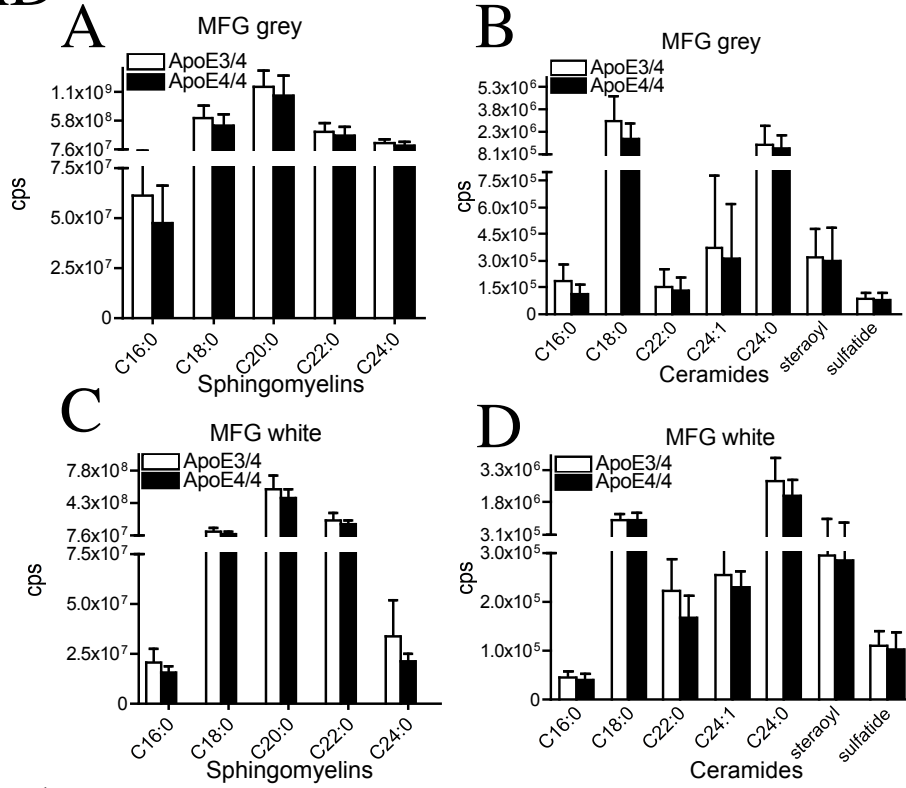 A
MFG grey
ApoE3/4
ApoE4/4
1.1x10⁹
5.8x10⁸
7.6x10⁷
7.5x10⁷
5.0x10⁷
2.5x10⁷
0
cps
C16:0
C18:0
C20:0
C22:0
C24:0
Sphingomyelins
B
MFG grey
ApoE3/4
ApoE4/4
5.3x10⁶
3.8x10⁶
2.3x10⁶
8.1x10⁵
7.5x10⁵
6.0x10⁵
4.5x10⁵
3.0x10⁵
1.5x10⁵
0
cps
C16:0
C18:0
C22:0
C24:1
C24:0
steraoyl
sulfatide
Ceramides
C
MFG white
ApoE3/4
ApoE4/4
7.8x10⁸
4.3x10⁸
7.6x10⁷
7.5x10⁷
5.0x10⁷
2.5x10⁷
0
cps
C16:0
C18:0
C20:0
C22:0
C24:0
Sphingomyelins
D
MFG white
ApoE3/4
ApoE4/4
3.3x10⁶
1.8x10⁶
3.1x10⁵
3.0x10⁵
2.0x10⁵
1.0x10⁵
0
cps
C16:0
C18:0
C22:0
C24:1
C24:0
steraoyl
sulfatide
Ceramides